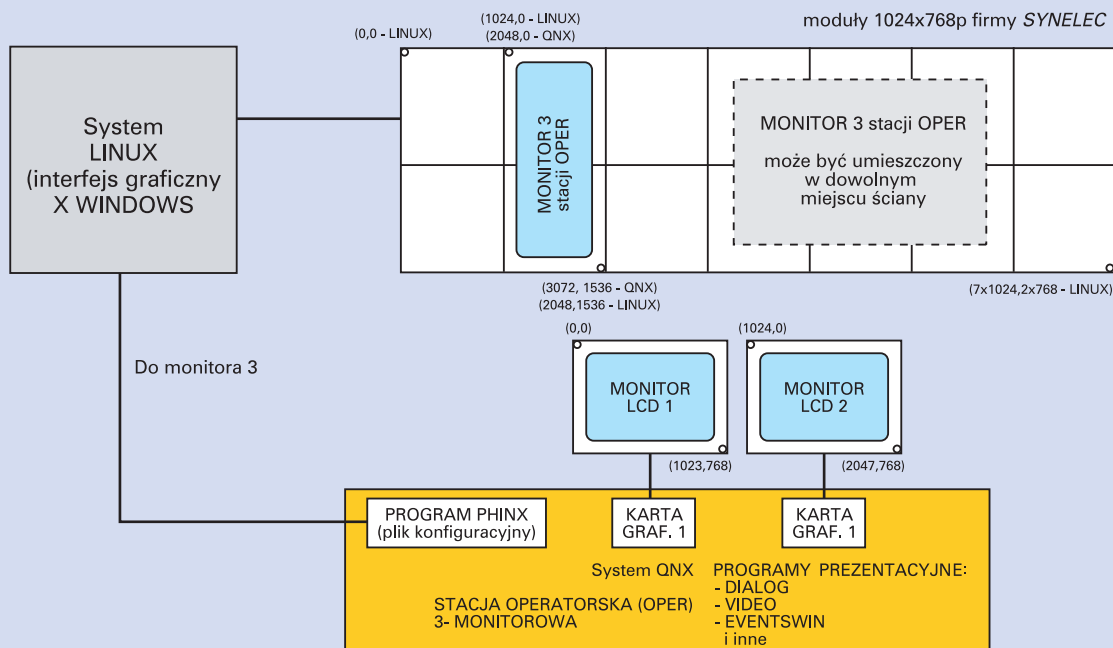 moduły 1024x768p firmy SYNELEC
(0,0 - LINUX)
(1024,0 - LINUX)
(2048,0 - QNX)
System
LINUX
(interfejs graficzny
X WINDOWS
MONITOR 3
stacji OPER
MONITOR 3 stacji OPER
może być umieszczony
w dowolnym
miejscu ściany
(3072, 1536 - QNX)
(2048,1536 - LINUX)
(7x1024,2x768 - LINUX)
Do monitora 3
(0,0)
(1024,0)
MONITOR
LCD 1
MONITOR
LCD 2
(1023,768)
(2047,768)
PROGRAM PHINX
(plik konfiguracyjny)
KARTA
GRAF. 1
KARTA
GRAF. 1
System QNX
STACJA OPERATORSKA (OPER)
3- MONITOROWA
PROGRAMY PREZENTACYJNE:
- DIALOG
- VIDEO
- EVENTSWIN
i inne